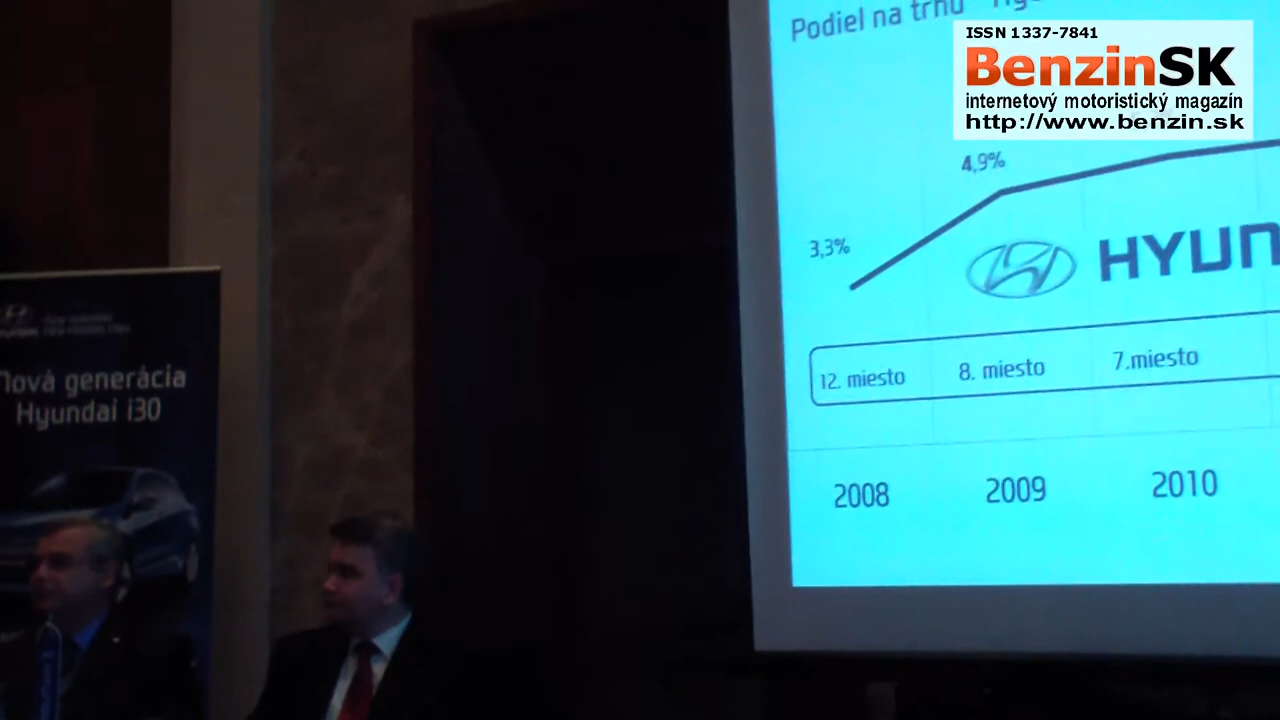 Podiel na trhu
ISSN 1337-7841
BenzinSK
internetový motoristický magazín
http://www.benzin.sk
4,9%
3,3%
HYUN
12. miesto
8. miesto
7.miesto
2008
2009
2010
Nová generácia
Hyundai i30